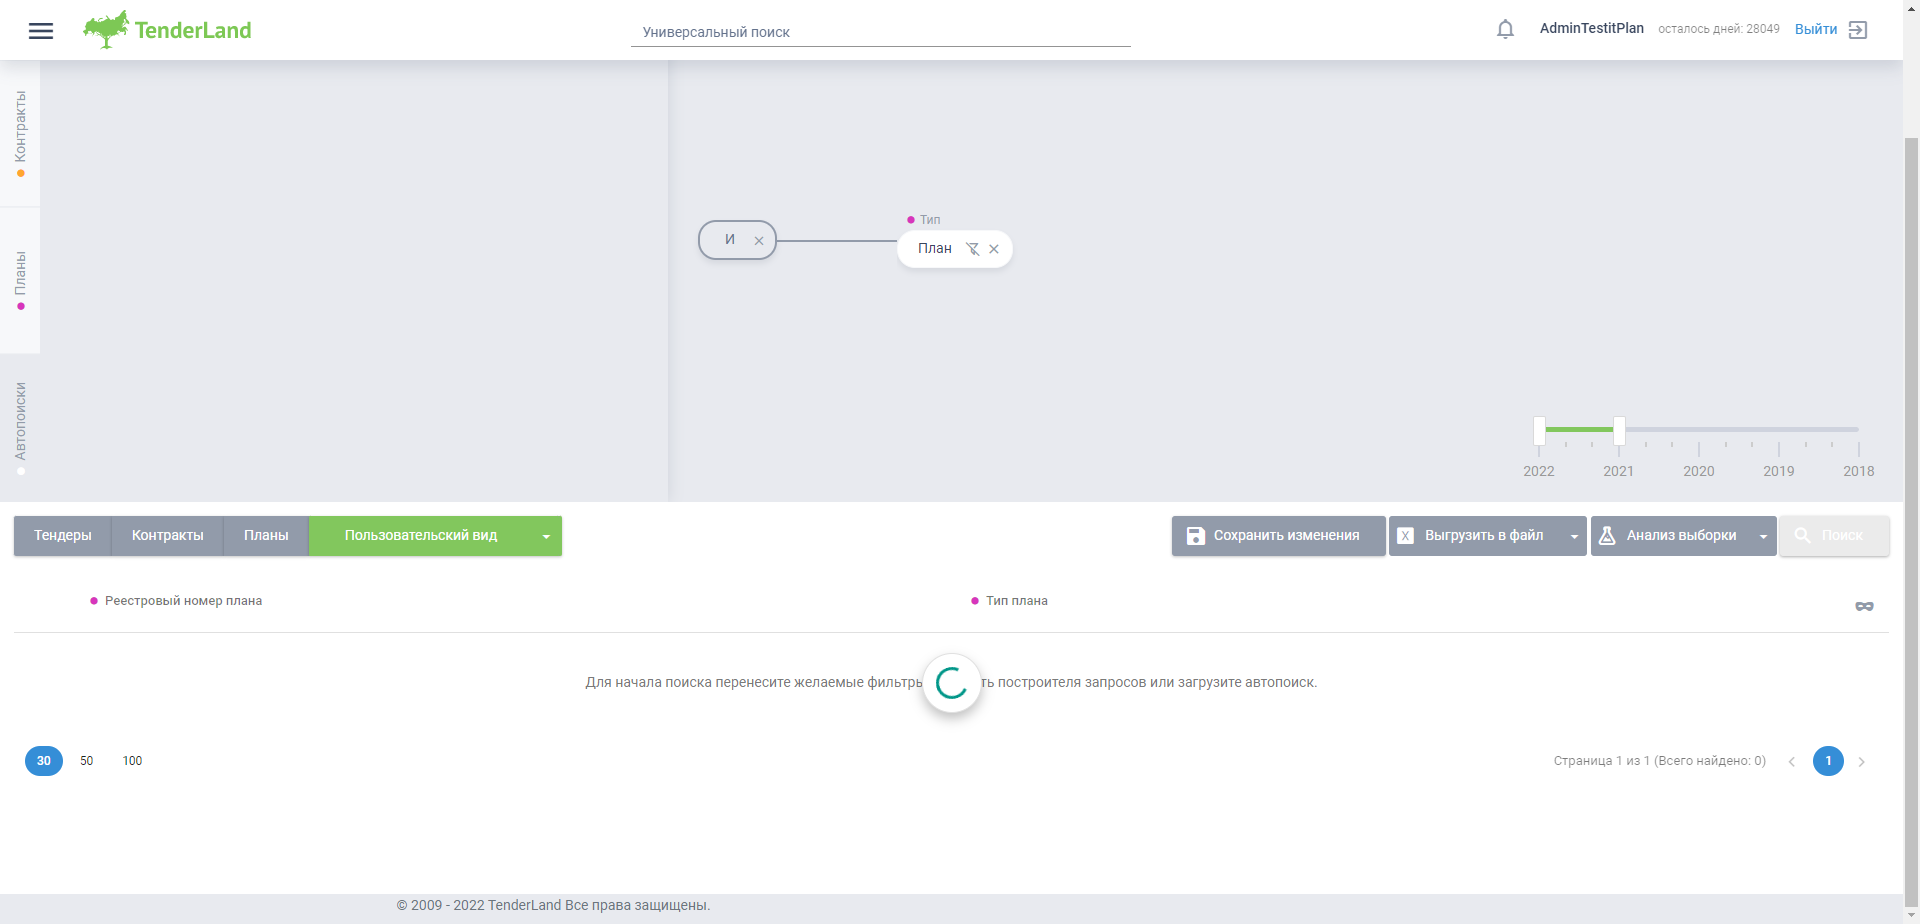 TenderLand
Универсальный поиск
AdminTestitPlan
осталось дней: 28049
Выйти
Контракты
Планы
Автопоиски
И
Тип
План
2022 2021 2020 2019 2018
Тендеры Контракты Планы Пользовательский вид
Сохранить изменения X Выгрузить в файл Анализ выборки Поиск
Реестровый номер плана Тип плана
Для начала поиска перенесите желаемые построителя запросов или загрузите автопоиск.
30 50 100
Страница 1 из 1 (Всего найдено: 0) 1
© 2009 - 2022 TenderLand Все права защищены.